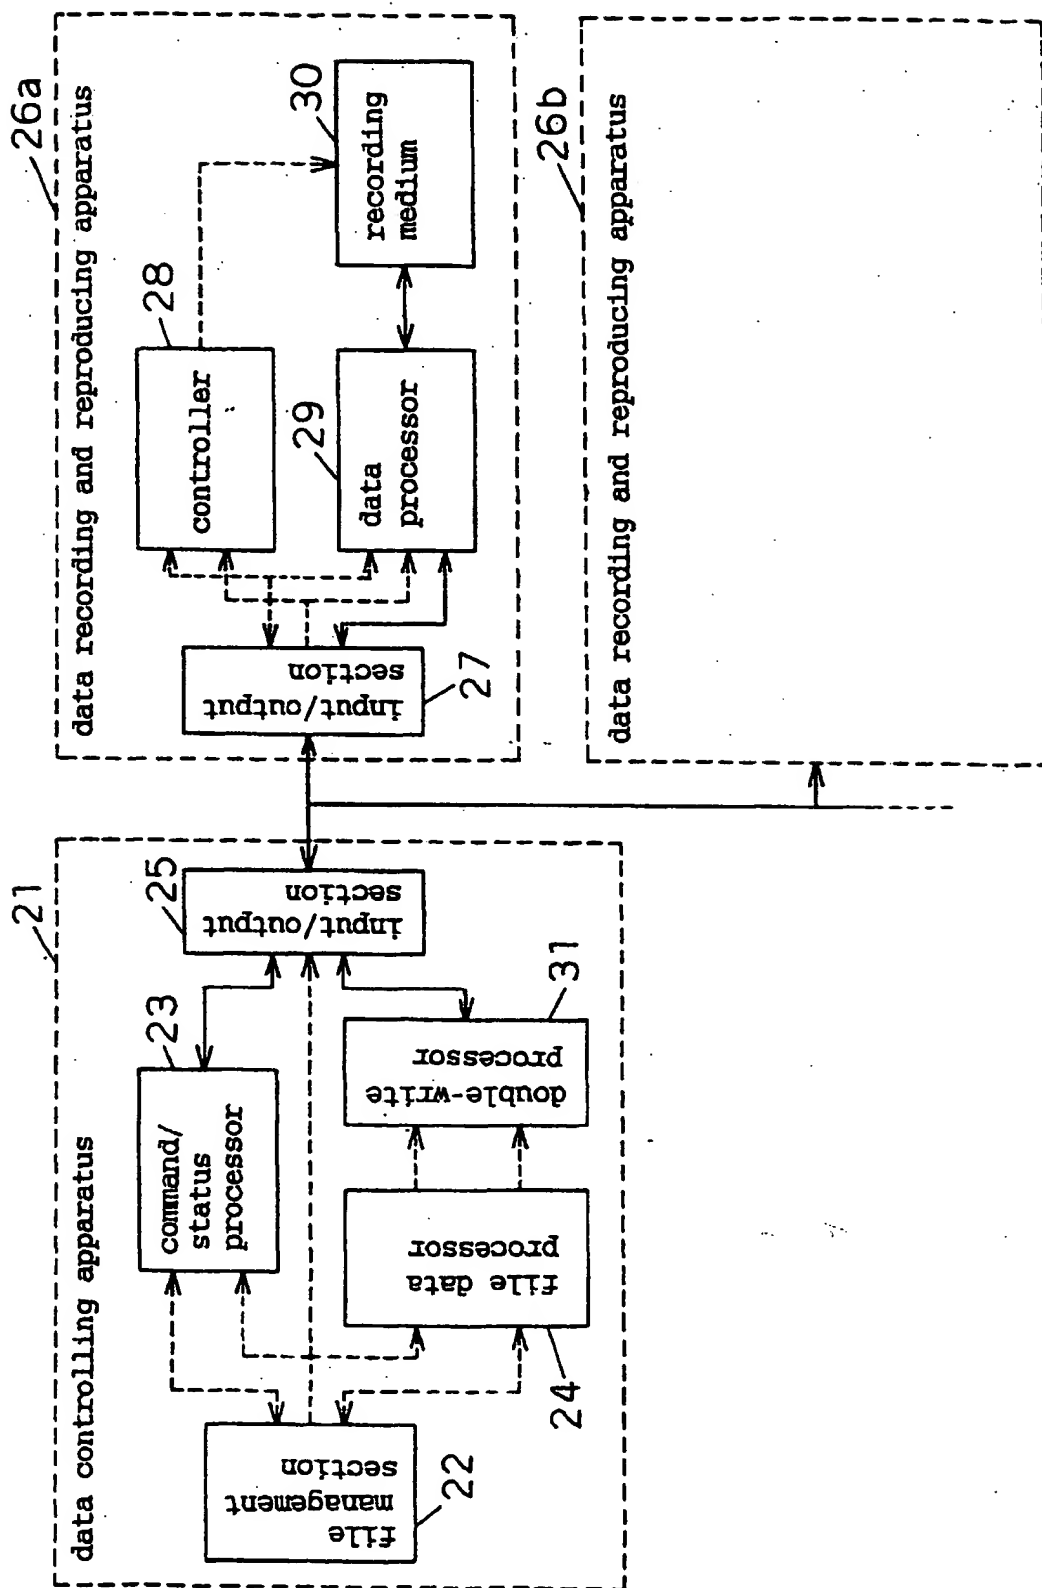 21
data controlling apparatus
22
file
management
section
23
command/
status
processor
24
file data
processor
31
double-write
processor
25
input/output
section
26a
data recording and reproducing apparatus
27
input/output
section
28
controller
29
data
processor
30
recording
medium
26b
data recording and reproducing apparatus